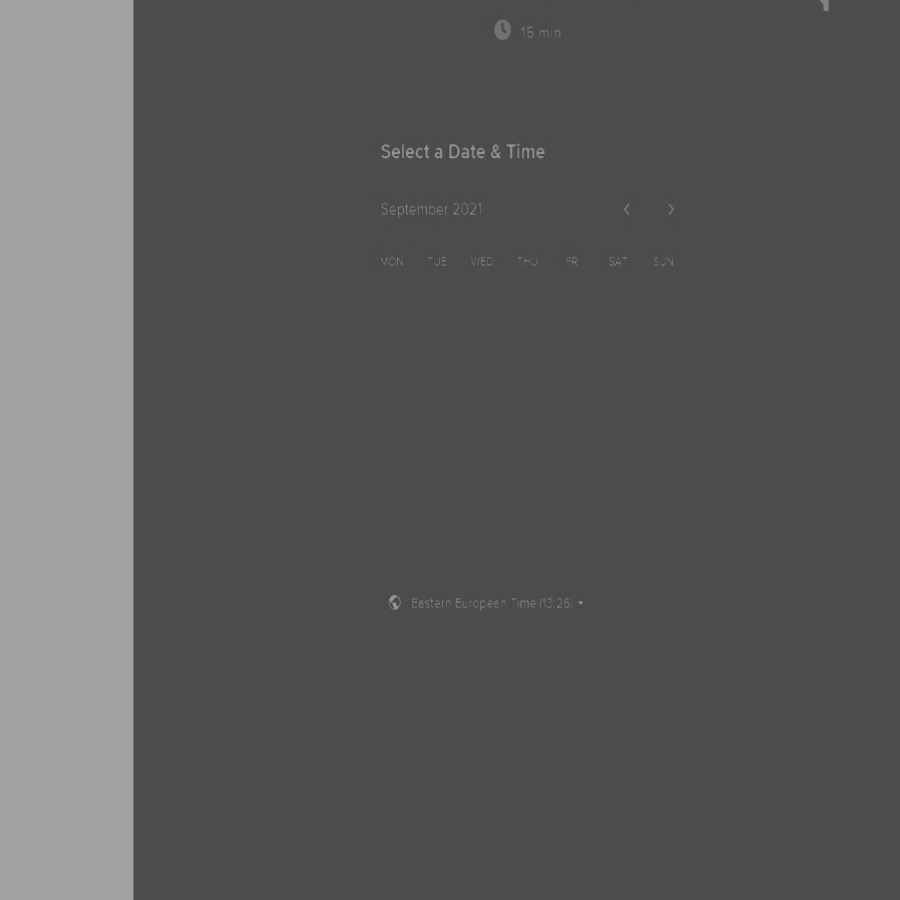 15 min
Select a Date & Time
September 2021
MON TUE WED THU FRI SAT SUN
Eastern European Time (13:26)